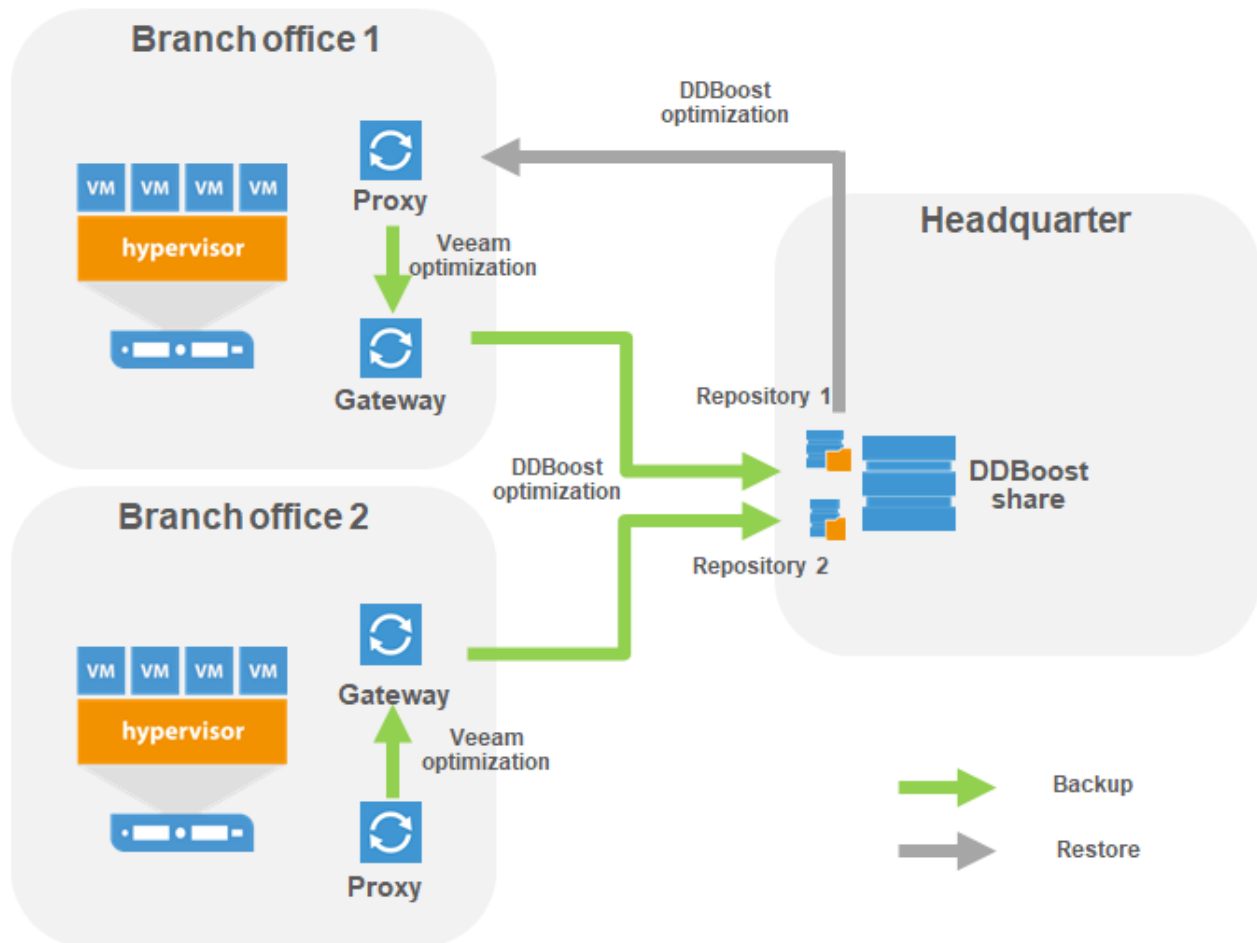 Branch office 1
VM VM VM VM
hypervisor
Proxy
Veeam
optimization
Gateway
DDBoost
optimization
Headquarter
Repository 1
DDBoost
share
Repository 2
DDBoost
optimization
Branch office 2
VM VM VM VM
hypervisor
Gateway
Veeam
optimization
Proxy
Backup
Restore